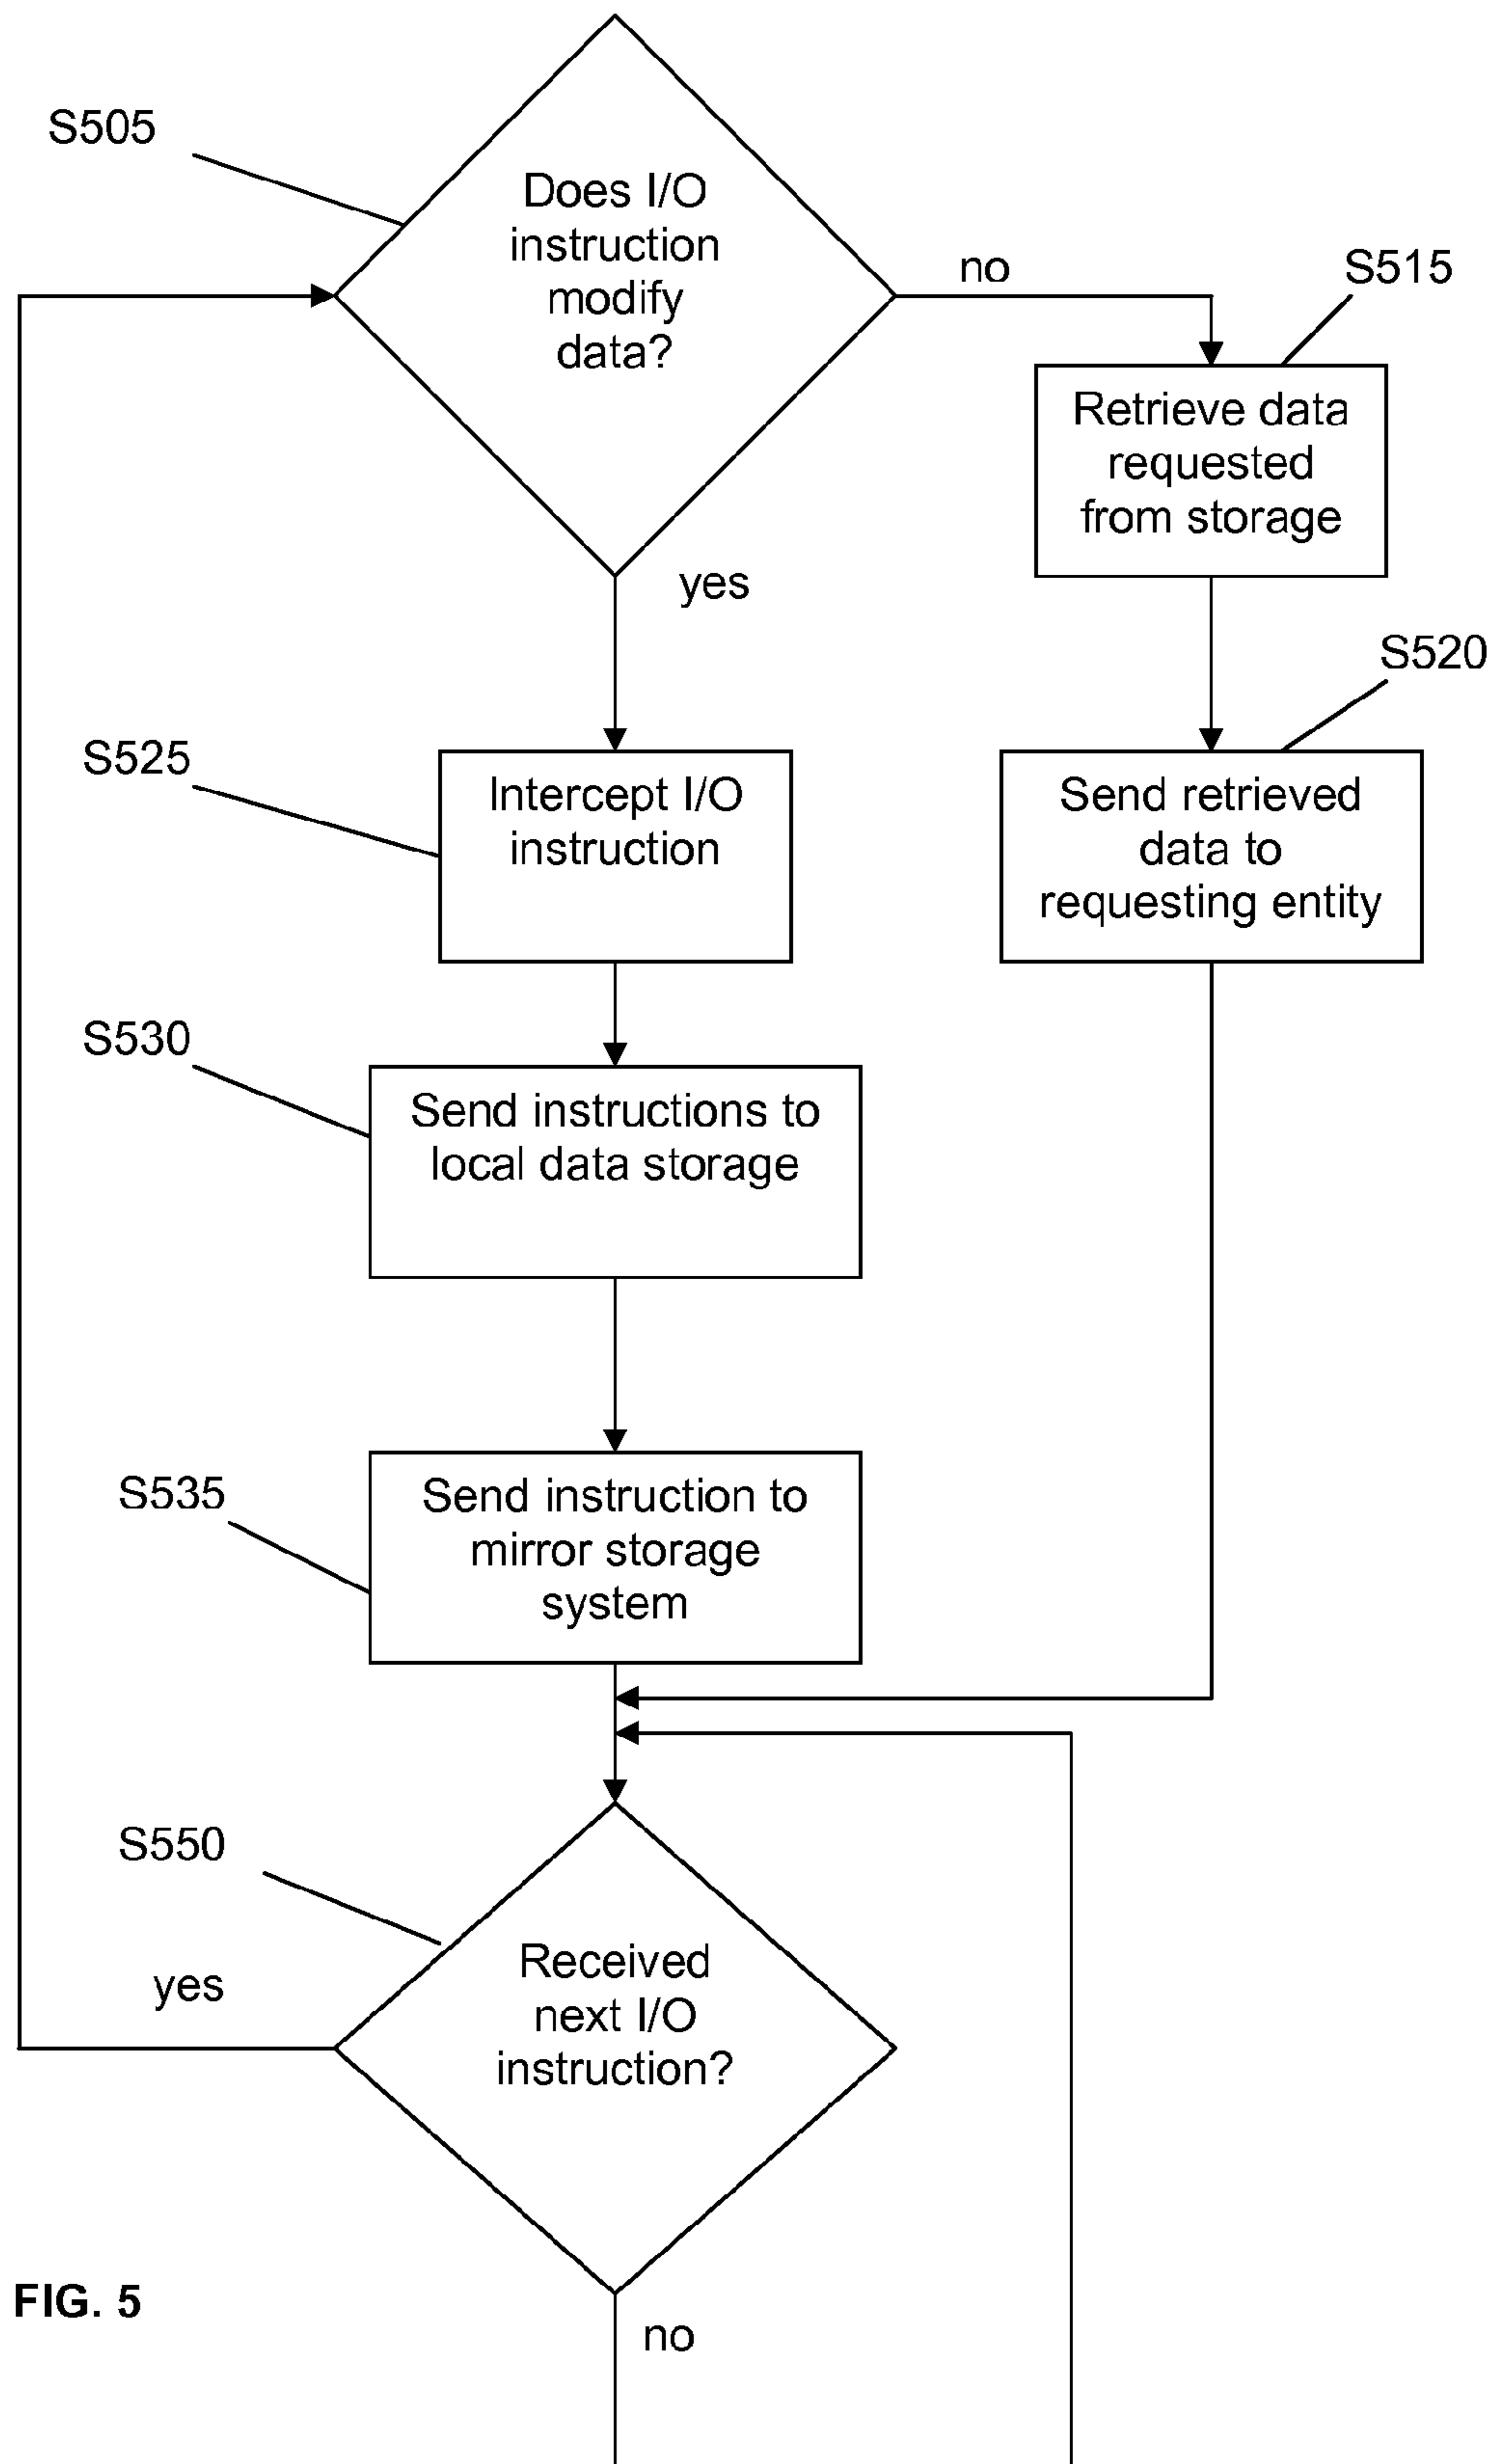 S505
Does I/O
instruction
modify
data?
no
S515
Retrieve data
requested
from storage
yes
S520
S525
Intercept I/O
instruction
Send retrieved
data to
requesting entity
S530
Send instructions to
local data storage
S535
Send instruction to
mirror storage
system
S550
Received
next I/O
instruction?
yes
FIG. 5
no